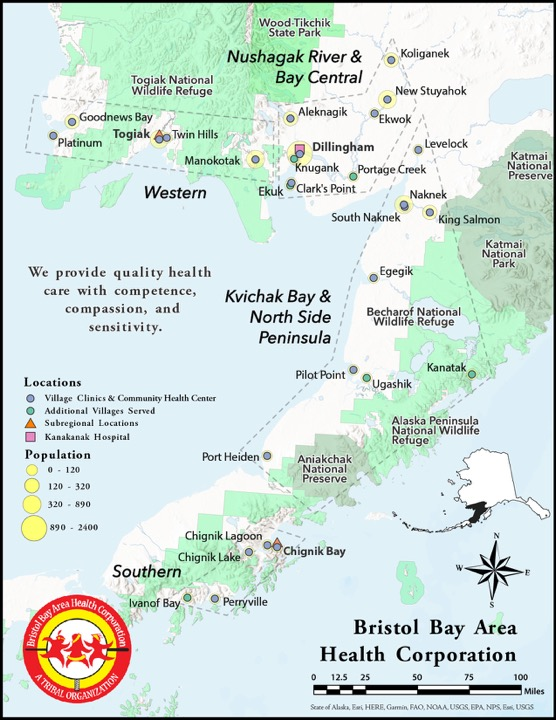 Wood-Tikchik
State Park
Nushagak River &
Bay Central
Koliganek
Togiak National
Wildlife Refuge
New Stuyahok
Goodnews Bay
Aleknagik
Ekwok
Togiak
Twin Hills
Platinum
Dillingham
Levelock
Manokotak
Knugank
Portage Creek
Katmai
National
Preserve
Ekuk
Clark's Point
Western
Naknek
South Naknek
King Salmon
Katmai
National
Park
We provide quality health
care with competence,
compassion, and
sensitivity.
Egegik
Kvichak Bay &
North Side
Peninsula
Becharof National
Wildlife Refuge
Pilot Point
Ugashik
Kanatak
Locations
Village Clinics & Community Health Center
Additional Villages Served
Subregional Locations
Kanakanak Hospital
Population
0 - 120
120 - 320
320 - 890
890 - 2400
Alaska Peninsula
National Wildlife
Refuge
Port Heiden
Aniakchak
National
Preserve
Chignik Lagoon
Chignik Lake
Chignik Bay
Southern
Ivanof Bay
Perryville
N
W
E
S
Bristol Bay Area Health Corporation
A TRIBAL ORGANIZATION
Bristol Bay Area
Health Corporation
0 12.5 25 50 75 100
Miles
State of Alaska, Esri, HERE, Garmin, FAO, NOAA, USGS, EPA, NPS, Esri, USGS